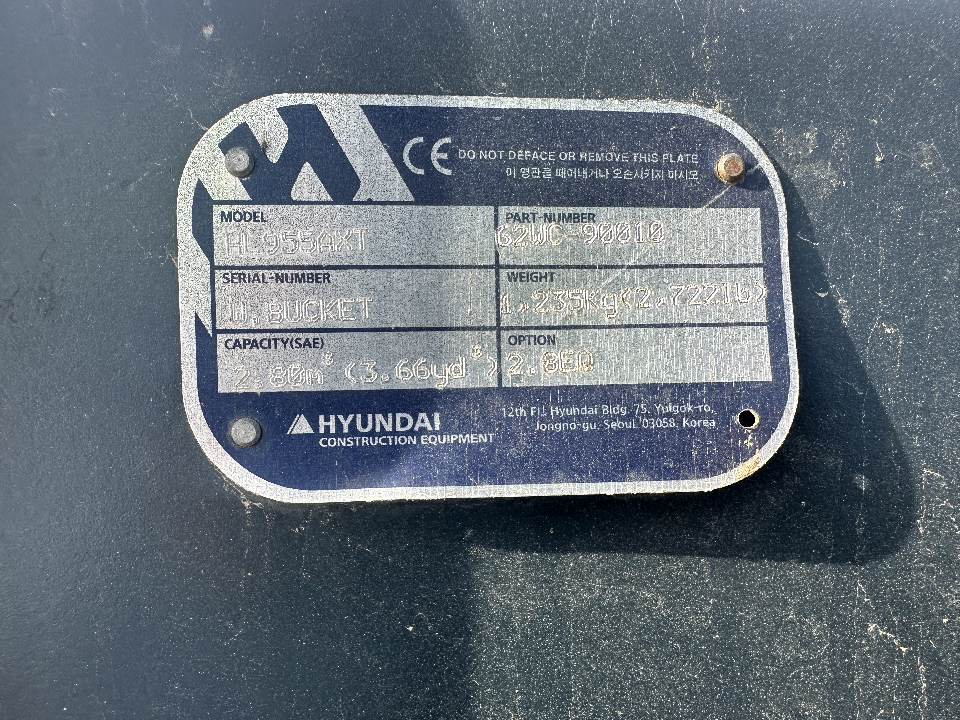 CE DO NOT DEFACE OR REMOVE THIS PLATE
이 명판을 떼어내거나 오손시키지 마시오
MODEL
HL955AXT
PART-NUMBER
62WC-90010
SERIAL-NUMBER
W.BUCKET
WEIGHT
1,235Kg(2,722lb)
CAPACITY(SAE)
2.80m³ (3.66yd³)
OPTION
2.8EQ
HYUNDAI
CONSTRUCTION EQUIPMENT
12th Fl. Hyundai Bldg. 75, Yulgok-ro,
Jongno-gu, Seoul 03058, Korea